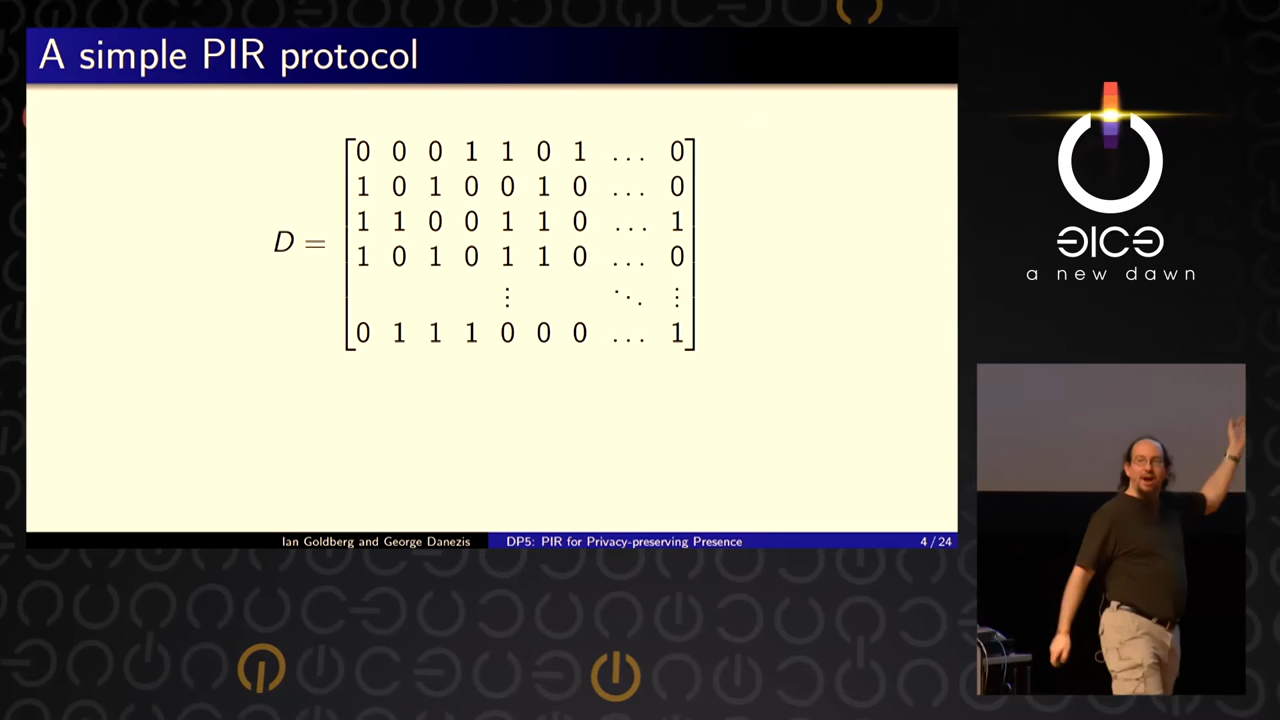 A simple PIR protocol
0 0 0 1 1 0 1 ... 0
1 0 1 0 0 1 0 ... 0
1 1 0 0 1 1 0 ... 1
D = 1 0 1 0 1 1 0 ... 0
⋮ ⋱ ⋮
0 1 1 1 0 0 0 ... 1
Ian Goldberg and George Danezis DP5: PIR for Privacy-preserving Presence 4 / 24
a new dawn